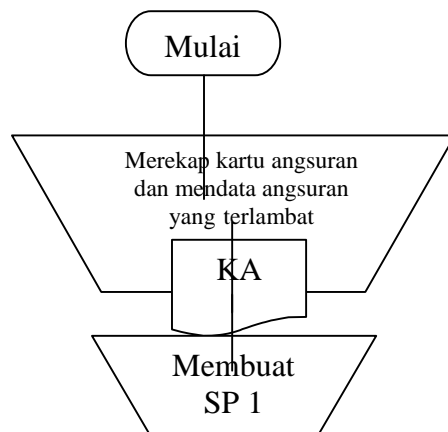 Mulai
Merekap kartu angsuran
dan mendata angsuran
yang terlambat
KA
Membuat
SP 1